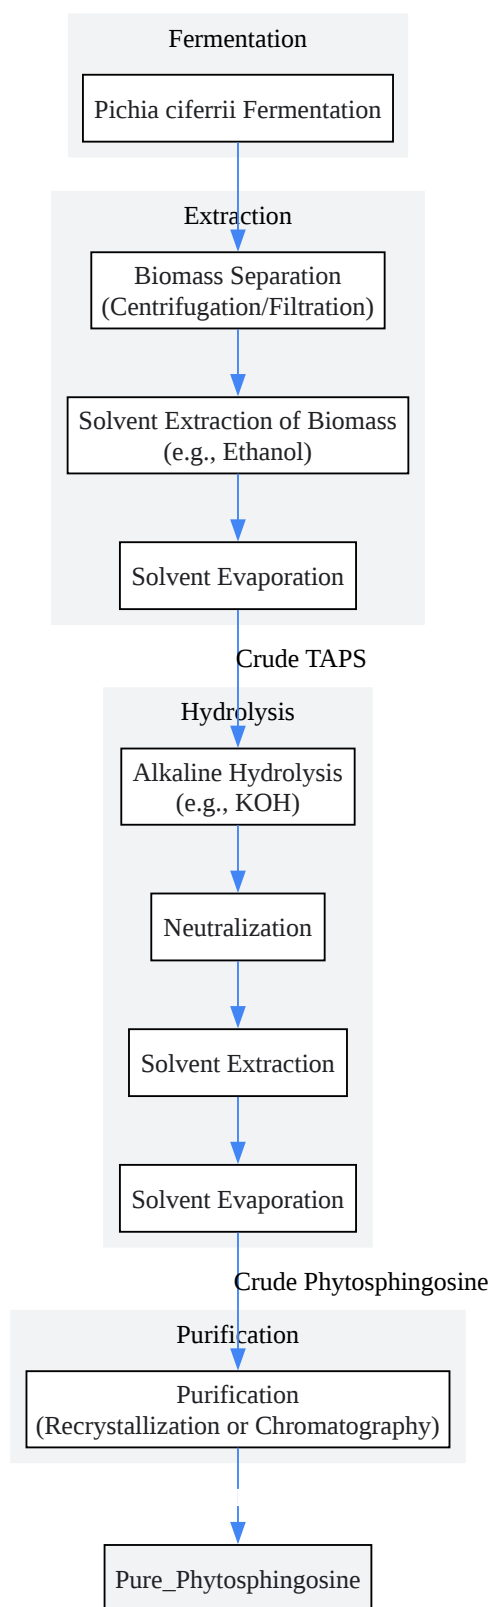 Fermentation
Pichia ciferrii Fermentation
Extraction
Biomass Separation
(Centrifugation/Filtration)
Solvent Extraction of Biomass
(e.g., Ethanol)
Solvent Evaporation
Crude TAPS
Hydrolysis
Alkaline Hydrolysis
(e.g., KOH)
Neutralization
Solvent Extraction
Solvent Evaporation
Crude Phytosphingosine
Purification
Purification
(Recrystallization or Chromatography)
Pure_Phytosphingosine